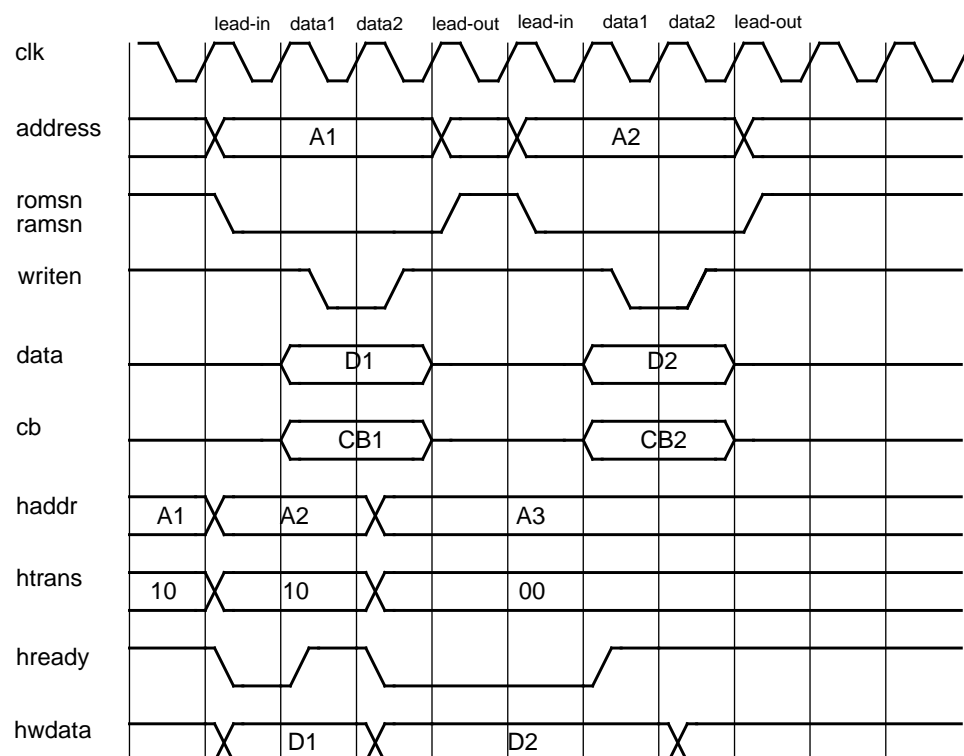 lead-in data1 data2 lead-out lead-in data1 data2 lead-out
clk
address A1 A2
romsn
ramsn
writen
data D1 D2
cb CB1 CB2
haddr A1 A2 A3
htrans 10 10 00
hready
hwdata D1 D2